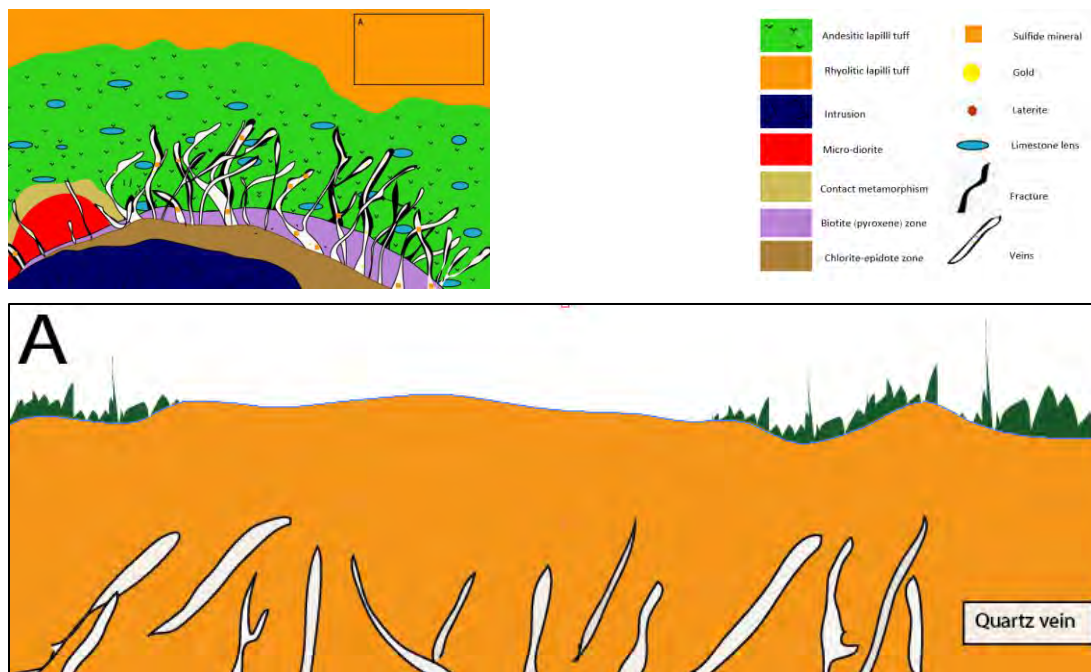 A
Andesitic lapilli tuff
Rhyolitic lapilli tuff
Intrusion
Micro-diorite
Contact metamorphism
Biotite (pyroxene) zone
Chlorite-epidote zone
Sulfide mineral
Gold
Laterite
Limestone lens
Fracture
Veins
A
Quartz vein